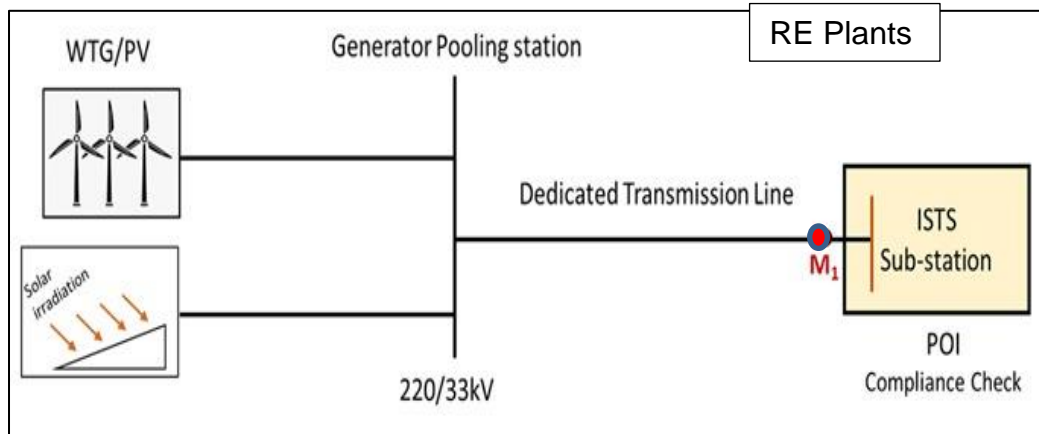 RE Plants
WTG/PV
Generator Pooling station
Solar
irradiation
Dedicated Transmission Line
M1
ISTS
Sub-station
220/33kV
POI
Compliance Check